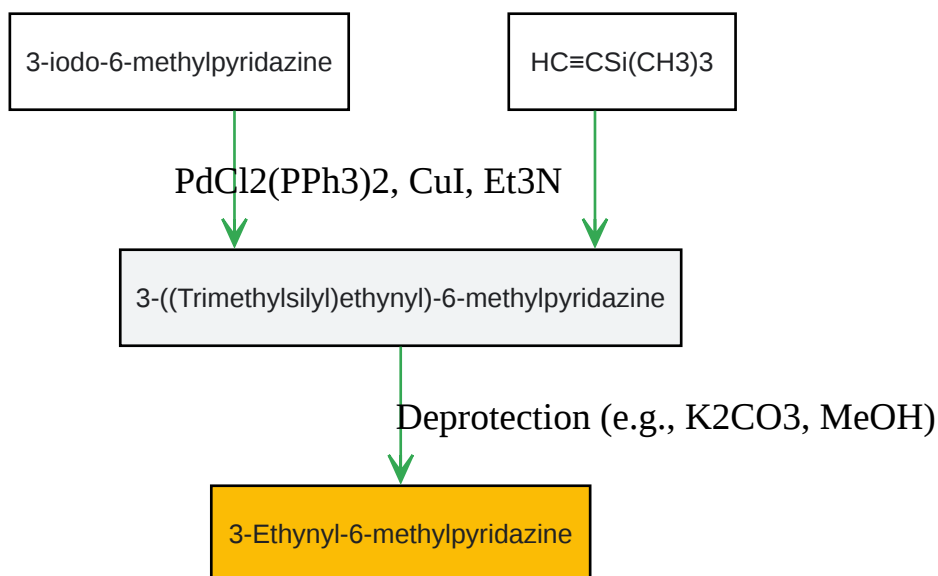 3-iodo-6-methylpyridazine
HC≡CSi(CH3)3
PdCl2(PPh3)2, CuI, Et3N
3-((Trimethylsilyl)ethynyl)-6-methylpyridazine
Deprotection (e.g., K2CO3, MeOH)
3-Ethynyl-6-methylpyridazine